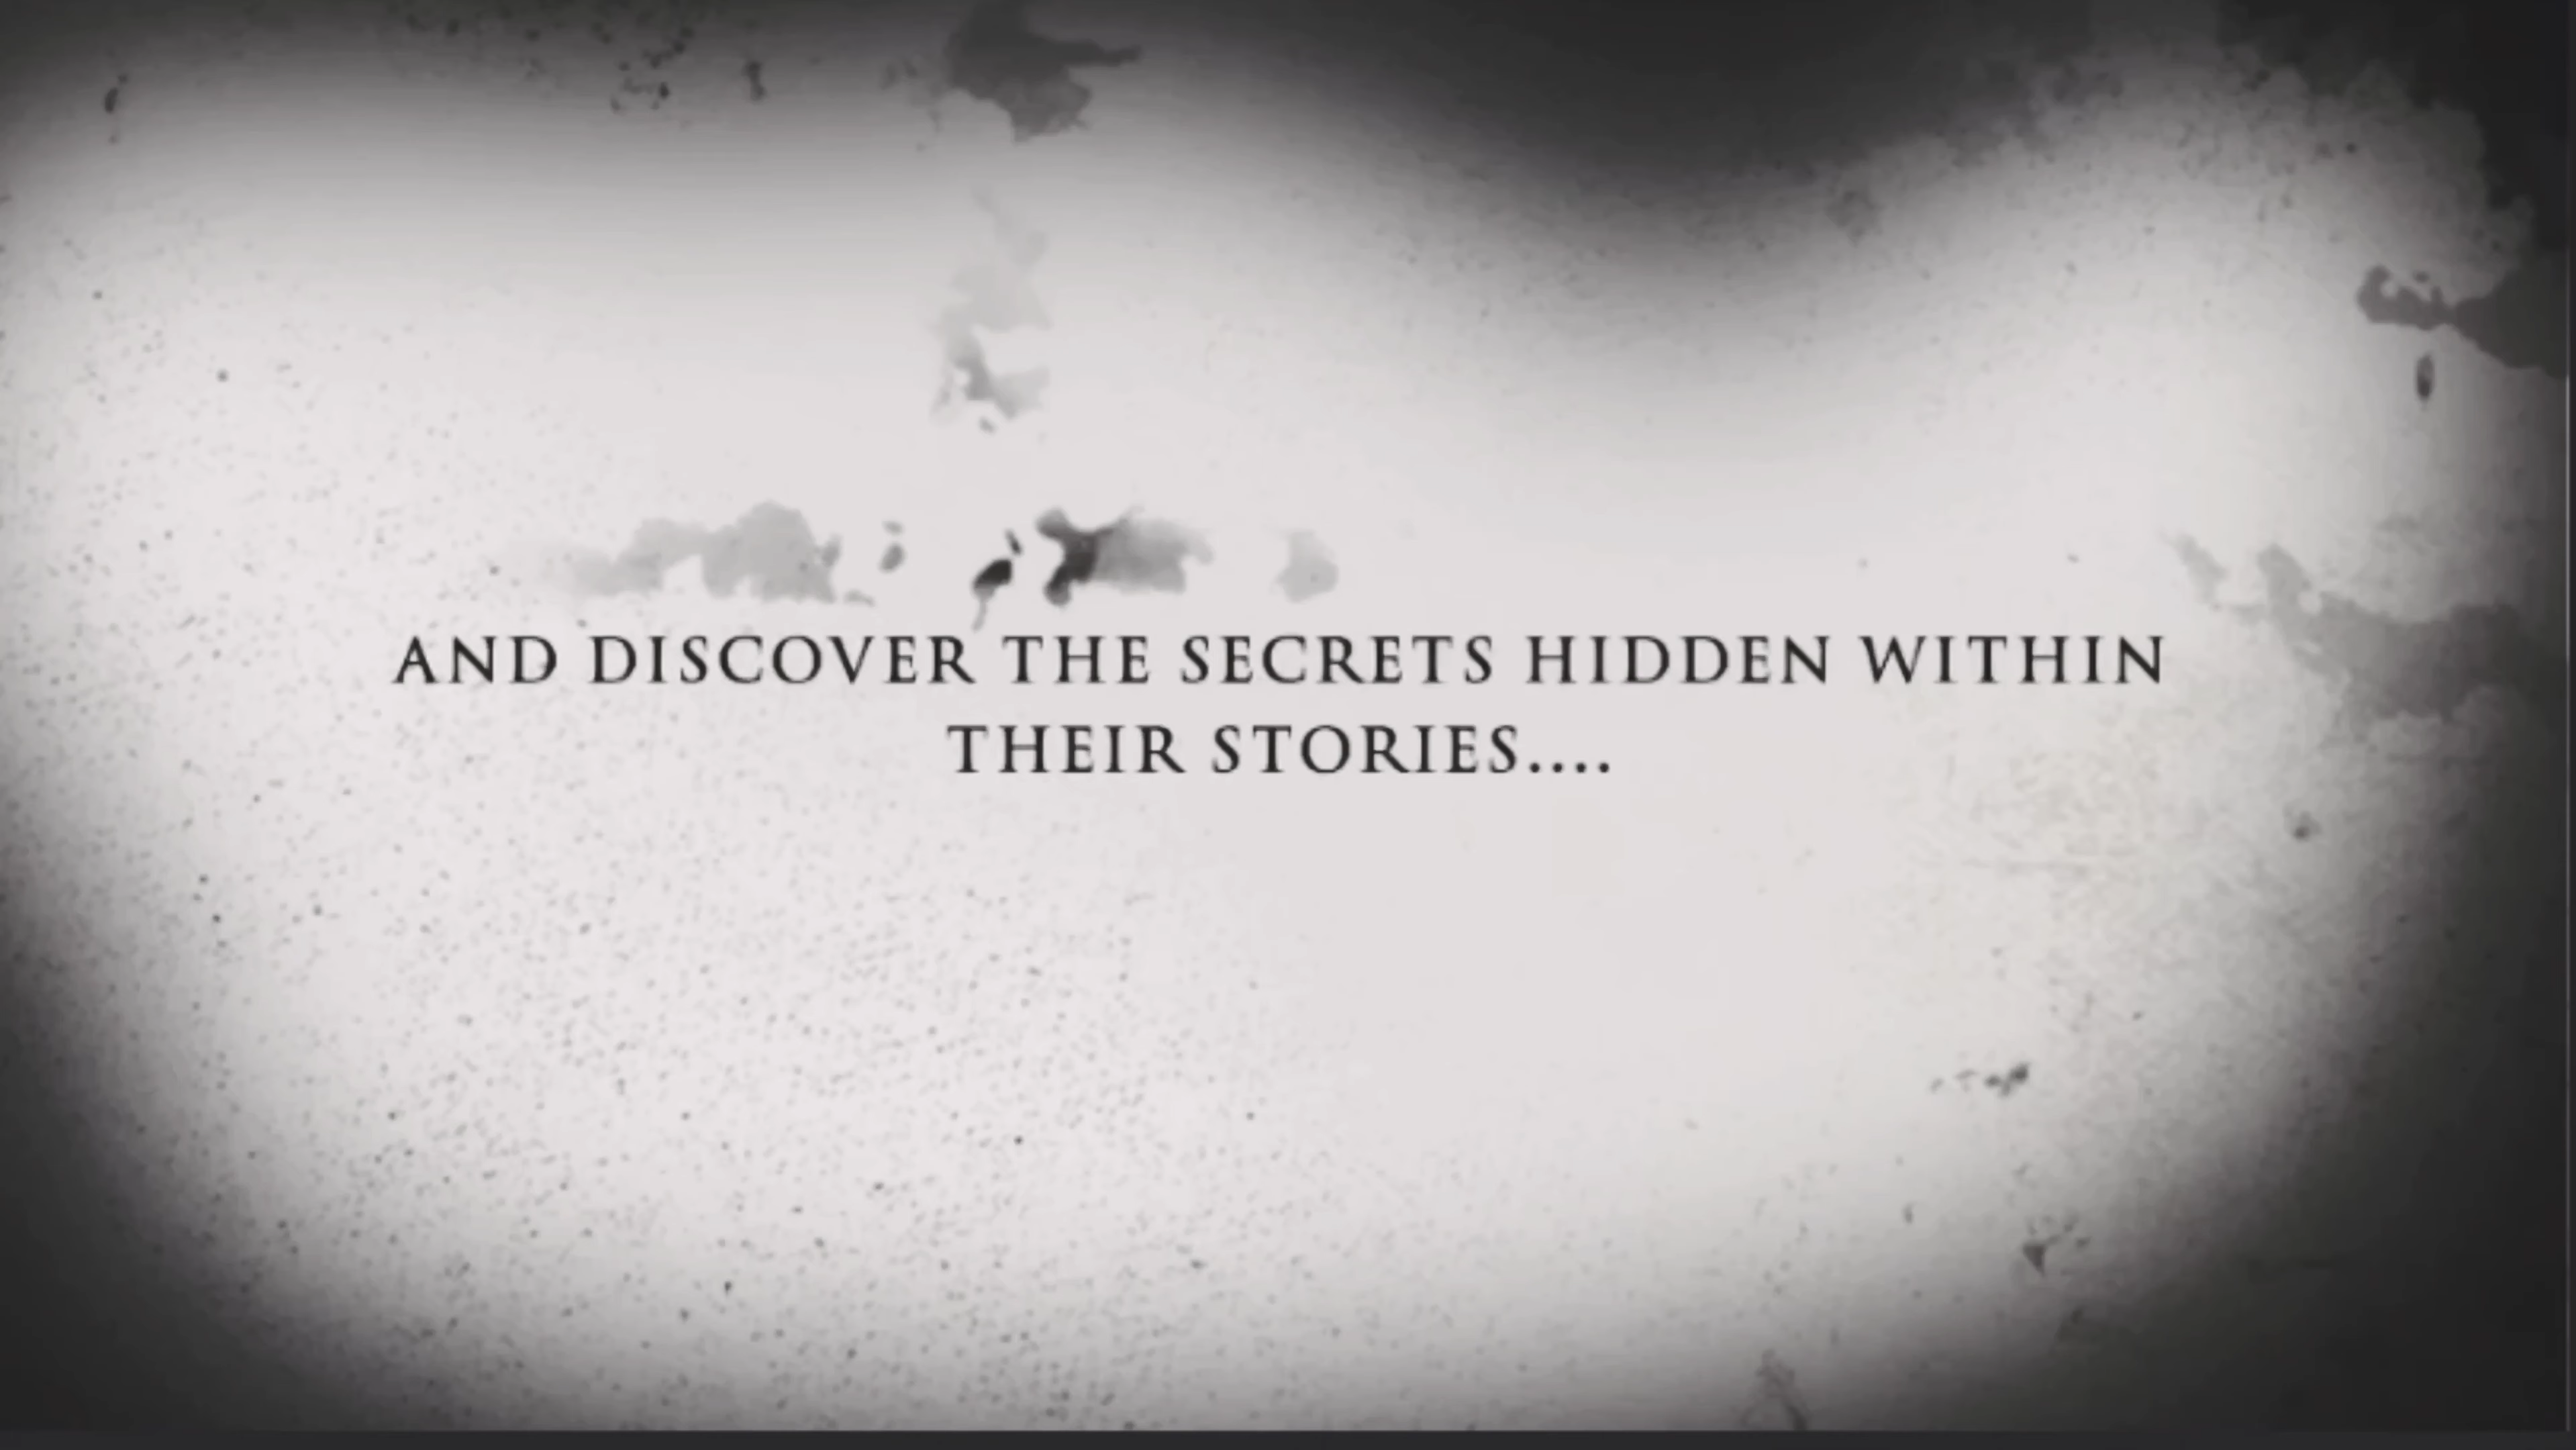 AND DISCOVER THE SECRETS HIDDEN WITHIN
THEIR STORIES....